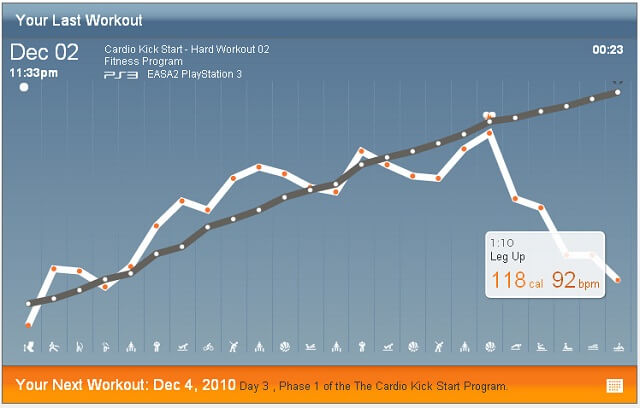 Your Last Workout
Dec 02
11:33pm
Cardio Kick Start - Hard Workout 02
Fitness Program
PS3 EASA2 PlayStation 3
00:23
1:10
Leg Up
118 cal 92 bpm
Your Next Workout: Dec 4, 2010 Day 3 , Phase 1 of the The Cardio Kick Start Program.